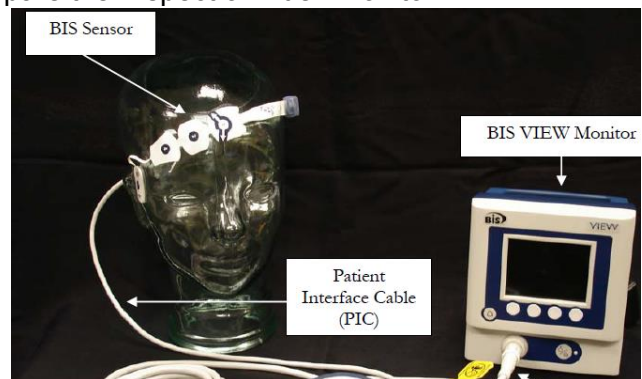 BIS Sensor
BIS VIEW Monitor
BIS
VIEW
Patient
Interface Cable
(PIC)